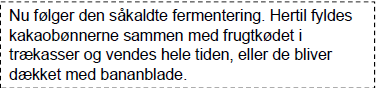 Nu følger den såkaldte fermentering. Hertil fyldes
kakaobønnerne sammen med frugtkødet i
trækasser og vendes hele tiden, eller de bliver
dækket med bananblade.